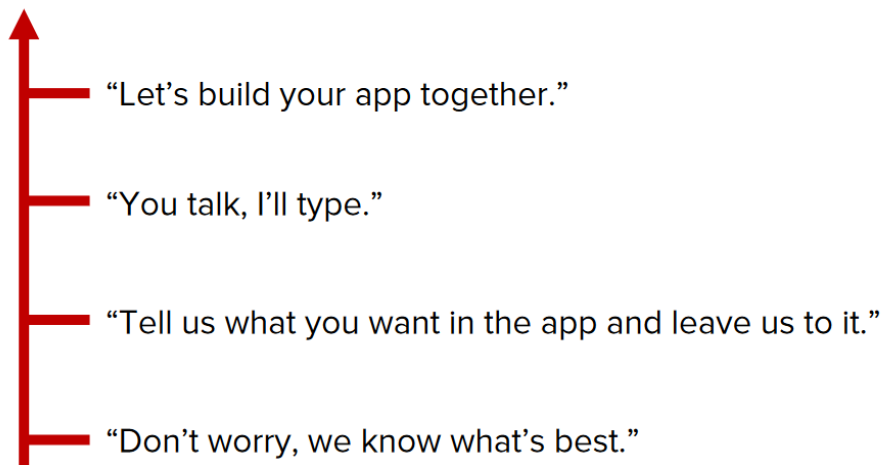 “Let’s build your app together.”
“You talk, I’ll type.”
“Tell us what you want in the app and leave us to it.”
“Don’t worry, we know what’s best.”